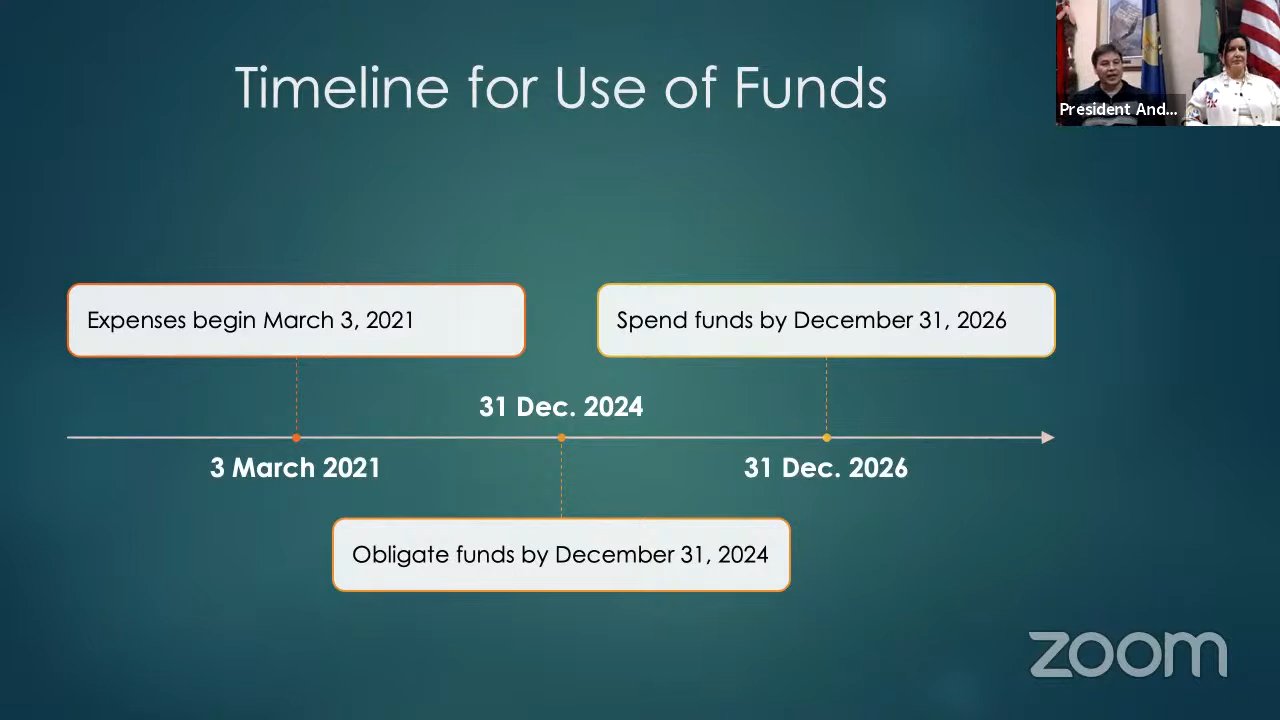 Timeline for Use of Funds
President And...
Expenses begin March 3, 2021
Spend funds by December 31, 2026
31 Dec. 2024
3 March 2021
31 Dec. 2026
Obligate funds by December 31, 2024
zoom